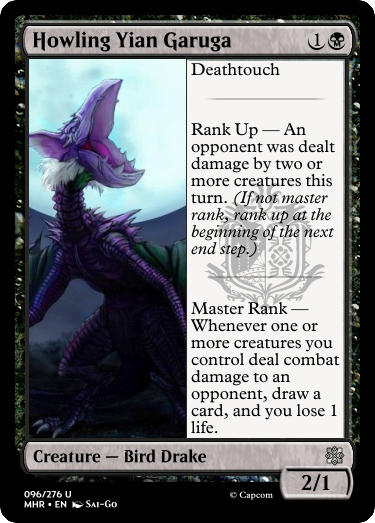 Howling Yian Garuga 1
Deathtouch
Rank Up — An
opponent was dealt
damage by two or
more creatures this
turn. (If not master
rank, rank up at the
beginning of the next
end step.)
Master Rank —
Whenever one or
more creatures you
control deal combat
damage to an
opponent, draw a
card, and you lose 1
life.
Creature — Bird Drake
2/1
096/276 U
MHR • EN Sai-Go
© Capcom